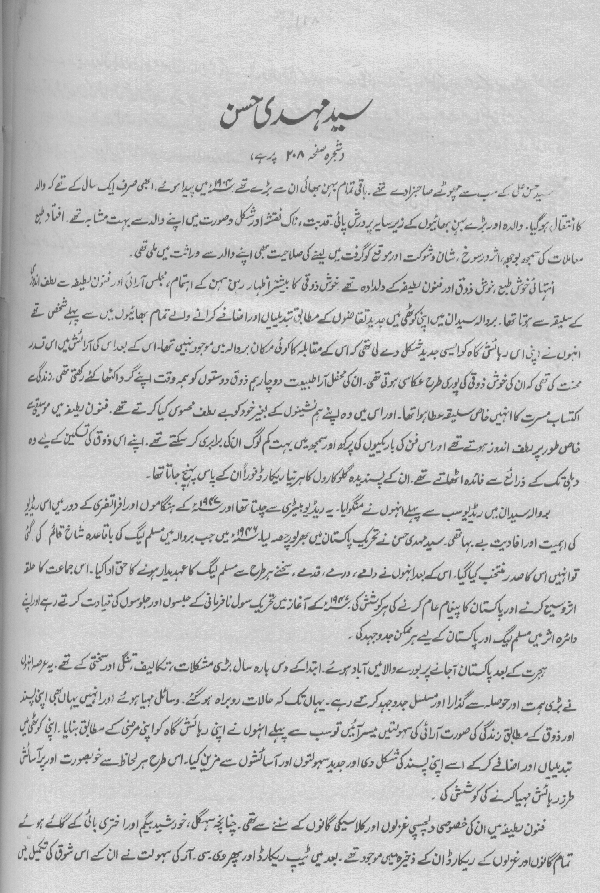 سید مہدی حسن
(شجرہ صفحہ ۲۰۸ پر ہے)
سید حسن علی کے سب سے چھوٹے صاحبزادے تھے۔ باقی تمام بہن بھائی ان سے بڑے تھے ۱۹۰۴ء میں پیدا ہوئے۔ ابھی صرف ایک سال کے تھے کہ والد
کا انتقال ہو گیا۔ والدہ اور بڑے بہن بھائیوں کے زیر سایہ پرورش پائی۔ قد بت، ناک نقشہ اور شکل و صورت میں اپنے والد سے بہت مشابہ تھے۔ افتاد طبع
معاملات کی سمجھ بوجھ، اثر و رسوخ، شان و شوکت اور موقع کو گرفت میں لینے کی صلاحیت بھی اپنے والد سے وراثت میں ملی تھی۔
انتہائی خوش طبع، خوش ذوق اور فنون لطیفہ کے دلدادہ تھے۔ خوش ذوقی کا بیشتر اظہار رہن سہن کے اہتمام، مجلس آرائی اور فنون لطیفہ سے لطف اندوزی
کے سلیقہ سے ہوتا تھا۔ بروالہ سیدان میں اپنی کوٹھی میں جدید تقاضوں کے مطابق تبدیلیاں اور اضافے کرانے والے تمام بھائیوں میں سے پہلے شخص تھے
انہوں نے اپنی اس رہائش گاہ کو ایسی جدید شکل دے لی تھی کہ اس کے مقابلہ کا کوئی مکان بروالہ میں موجود نہیں تھا۔ اس کے بعد اس کی آرائش میں اس قدر
محنت کی تھی کہ ان کی خوش ذوقی کی پوری طرح عکاسی ہوتی تھی۔ ان کی محفل آرا طبیعت دو چار ہم ذوق دوستوں کو ہمہ وقت اپنے گرد اکٹھا کئے رکھتی تھی، زندگی سے
اکتساب مسرت کا انہیں خاص سلیقہ عطا ہوا تھا۔ اور اس میں وہ اپنے ہم نشینوں کے بغیر خود کو بے لطف محسوس کیا کرتے تھے۔ فنون لطیفہ میں موسیقی سے
خاص طور پر لطف اندوز ہوتے تھے اور اس فن کی باریکیوں کی پرکھ اور سمجھ میں بہت کم لوگ ان کی برابری کر سکتے تھے۔ اپنے اس ذوق کی تسکین کے لیے وہ
دہلی تک کے ذرائع سے فائدہ اٹھاتے تھے۔ ان کے پسندیدہ گلوکاروں کا ہر نیا ریکارڈ فوراً ان کے پاس پہنچ جاتا تھا۔
بروالہ سیدان میں ریڈیو سب سے پہلے انہوں نے منگوایا۔ یہ ریڈیو بیٹری سے چلتا تھا اور ۱۹۴۷ء کے ہنگاموں اور افراتفری کے دور میں اس ریڈیو
کی اہمیت اور افادیت بے بہا تھی۔ سید مہدی حسن نے تحریک پاکستان میں بھرپور حصہ لیا۔ ۱۹۴۶ء میں جب بروالہ میں مسلم لیگ کی باقاعدہ شاخ قائم کی گئی
تو انہیں اس کا صدر منتخب کیا گیا۔ اس کے بعد انہوں نے دامے، درمے، قدمے، سخنے ہر طرح سے مسلم لیگ کا عہدیدار ہونے کا حق ادا کیا۔ اس جماعت کا حلقہ
اثر وسیع کرنے اور پاکستان کا پیغام عام کرنے کی ہر کوشش کی۔ ۱۹۴۷ء کے آغاز میں تحریک سول نافرمانی کے جلسوں اور جلوسوں کی قیادت کرتے رہے اور اپنے
دائرہ اثر میں مسلم لیگ اور پاکستان کے لیے ہر ممکن جدوجہد کی۔
ہجرت کے بعد پاکستان آ جانے پر بورے والا میں آباد ہوئے۔ ابتدا کے دس بارہ سال بڑی مشکلات، تکالیف، تنگی اور سختی کے تھے۔ یہ عرصہ انہوں
نے بڑی ہمت اور حوصلہ سے گذارا اور مسلسل جدوجہد کرتے رہے۔ یہاں تک کہ حالات رو براہ ہو گئے۔ وسائل مہیا ہوئے اور انہیں یہاں بھی اپنی پسند
اور ذوق کے مطابق زندگی کی صورت آرائی کی سہولتیں میسر آئیں تو سب سے پہلے انہوں نے اپنی رہائش گاہ کو اپنی مرضی کے مطابق بنایا۔ اپنی کوٹھی میں
تبدیلیاں اور اضافے کر کے اسے اپنی پسند کی شکل دی اور جدید سہولتوں اور آسائشوں سے مزین کیا۔ اس طرح ہر لحاظ سے خوبصورت اور پر آسائش
طرز رہائش مہیا کرنے کی کوشش کی۔
فنون لطیفہ میں ان کی خصوصی دلچسپی غزلوں اور کلاسیکی گانوں کے سننے سے تھی۔ چنانچہ سہگل، خورشید بیگم اور اختری بائی کے گائے ہوئے
تمام گانوں اور غزلوں کے ریکارڈ ان کے ذخیرہ میں موجود تھے۔ بعد میں ٹیپ ریکارڈ اور پھر وی۔ سی۔ آر کی سہولت نے ان کے اس شوق کی تکمیل میں